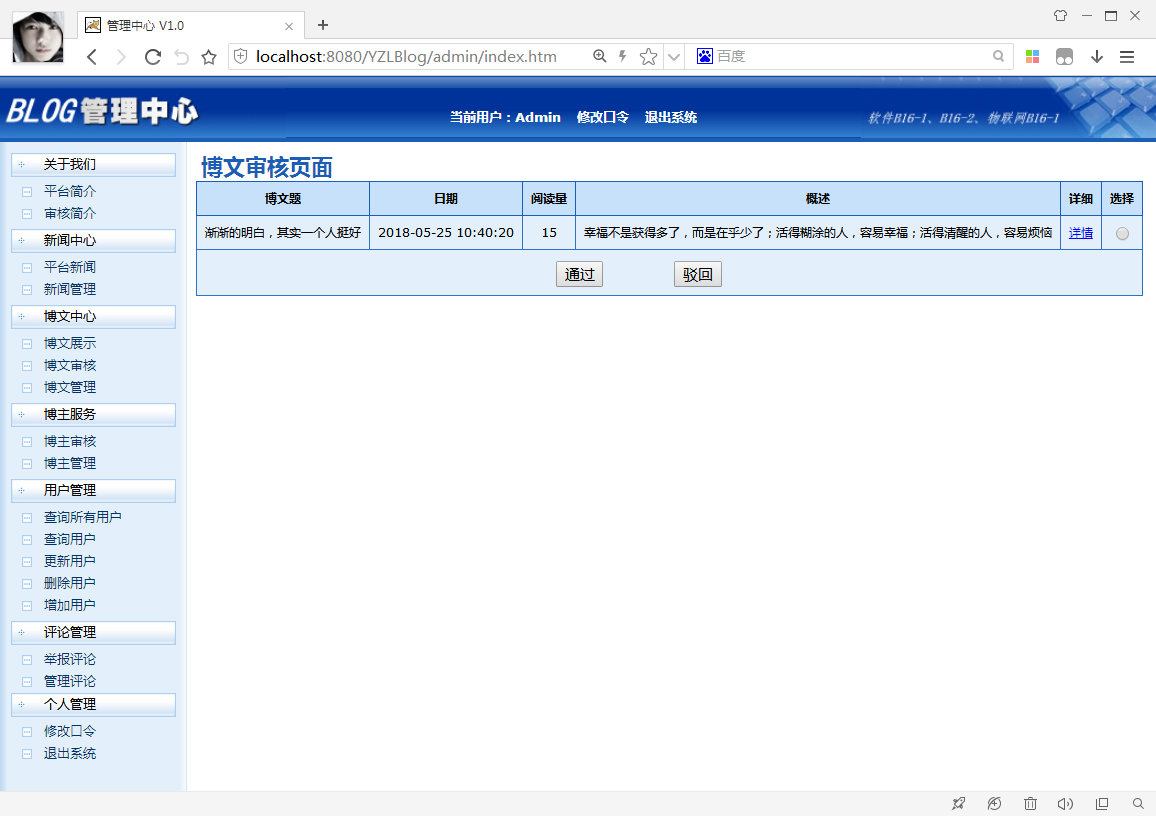 管理中心 V1.0
localhost:8080/YZLBlog/admin/index.htm
百度
BLOG管理中心
当前用户：Admin 修改口令 退出系统
软件B16-1、B16-2、物联网B16-1
关于我们
平台简介
审核简介
新闻中心
平台新闻
新闻管理
博文中心
博文展示
博文审核
博文管理
博主服务
博主审核
博主管理
用户管理
查询所有用户
查询用户
更新用户
删除用户
增加用户
评论管理
举报评论
管理评论
个人管理
修改口令
退出系统
博文审核页面
博文题 日期 阅读量 概述 详细 选择
渐渐的明白，其实一个人挺好 2018-05-25 10:40:20 15 幸福不是获得多了，而是在乎少了；活得糊涂的人，容易幸福；活得清醒的人，容易烦恼 详情
通过 驳回